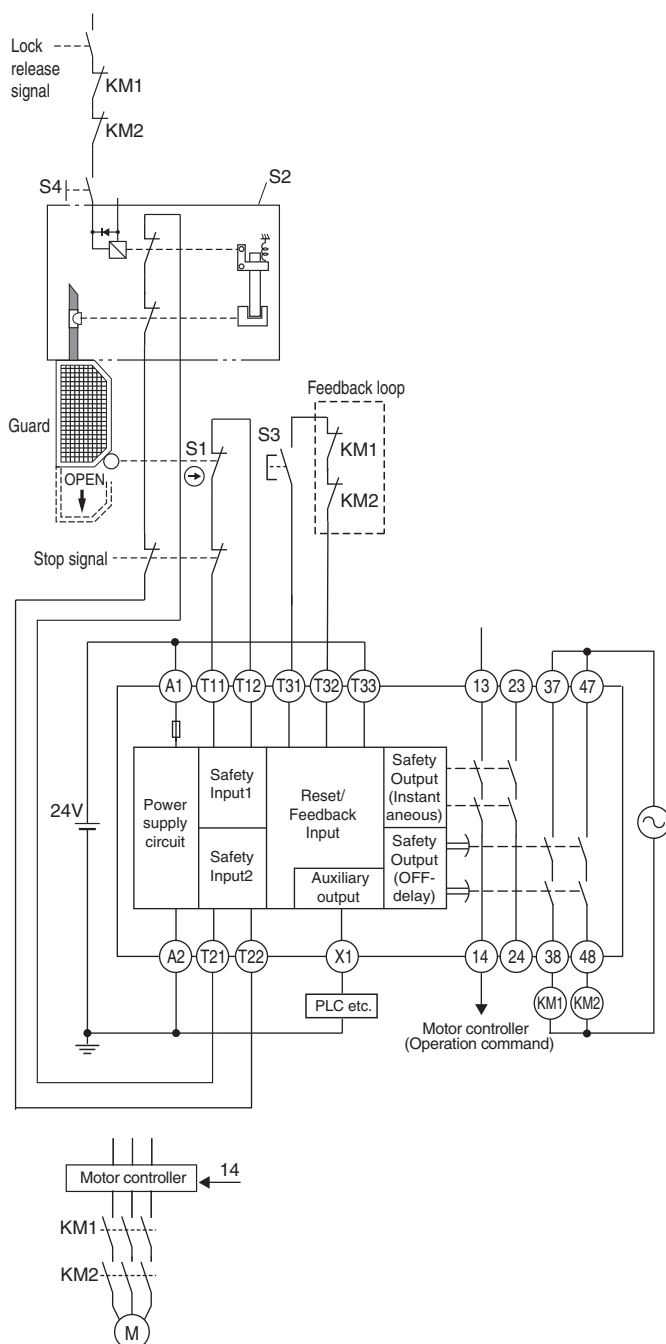 Lock
release
signal
KM1
KM2
S4
S2
Guard
OPEN
Feedback loop
S1
S3
KM1
KM2
Stop signal
A1
T11
T12
T31
T32
T33
13
23
37
47
24V
Power
supply
circuit
Safety
Input1
Safety
Input2
Reset/
Feedback
Input
Auxiliary
output
Safety
Output
(Instant
aneous)
Safety
Output
(OFF-
delay)
A2
T21
T22
X1
14
24
38
48
PLC etc.
KM1
KM2
Motor controller
(Operation command)
Motor controller
14
KM1
KM2
M